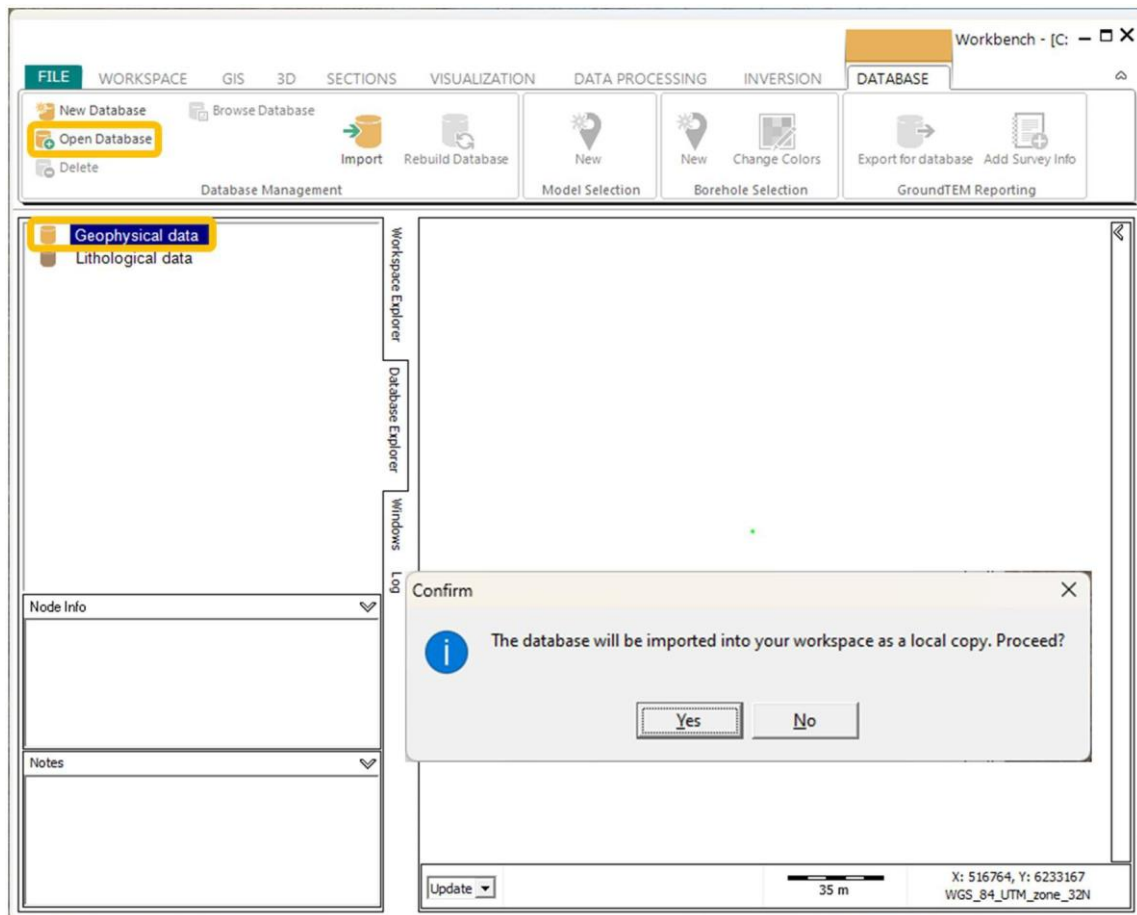 Workbench - [C:
FILE WORKSPACE GIS 3D SECTIONS VISUALIZATION DATA PROCESSING INVERSION DATABASE
New Database
Browse Database
Open Database
Delete
Import
Rebuild Database
New
New
Change Colors
Export for database
Add Survey Info
Database Management
Model Selection
Borehole Selection
GroundTEM Reporting
Geophysical data
Lithological data
Workspace Explorer
Database Explorer
Windows
Log
Confirm
The database will be imported into your workspace as a local copy. Proceed?
Yes
No
Node Info
Notes
Update
35 m
X: 516764, Y: 6233167
WGS_84_UTM_zone_32N